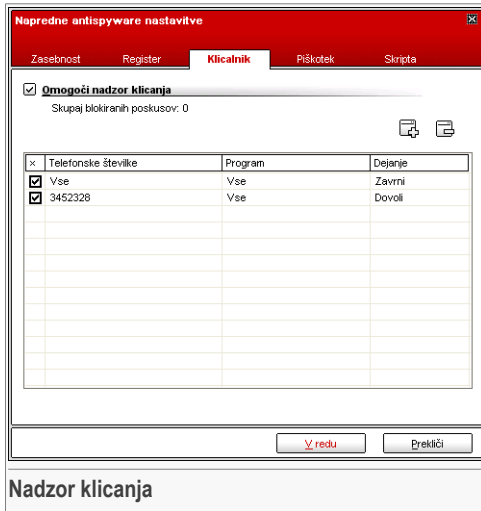 Napredne antispyware nastavitve
Zasebnost Register Klicalnik Piškotek Skripta
Omogoči nadzor klicanja
Skupaj blokiranih poskusov: 0
× Telefonske številke Program Dejanje
Vse Vse Zavrni
3452328 Vse Dovoli
V redu Prekliči
Nadzor klicanja